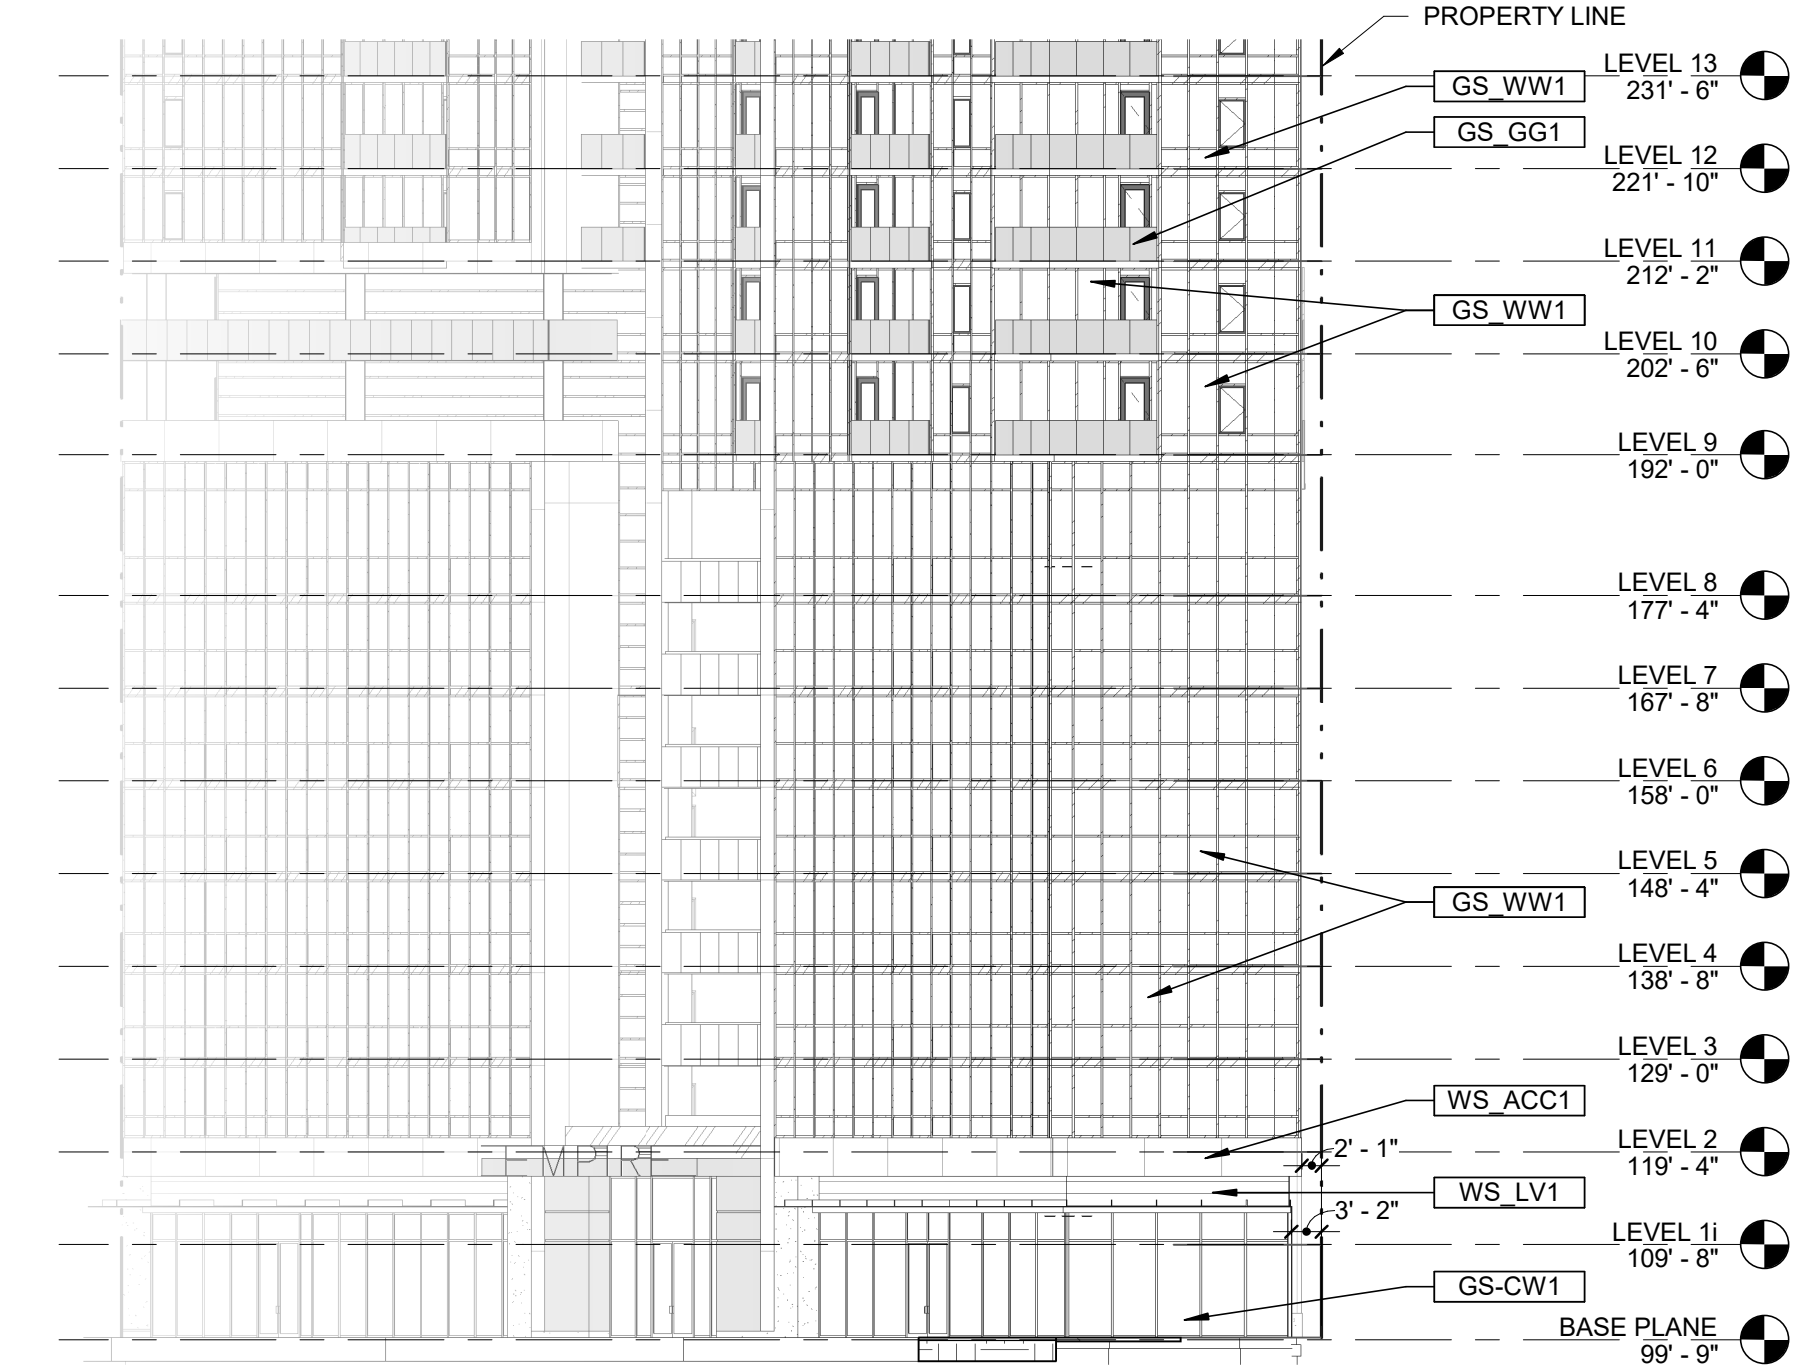 PROPERTY LINE
LEVEL 13
231' - 6"
GS_WW1
GS_GG1
LEVEL 12
221' - 10"
LEVEL 11
212' - 2"
GS_WW1
LEVEL 10
202' - 6"
LEVEL 9
192' - 0"
LEVEL 8
177' - 4"
LEVEL 7
167' - 8"
LEVEL 6
158' - 0"
LEVEL 5
148' - 4"
GS_WW1
LEVEL 4
138' - 8"
LEVEL 3
129' - 0"
WS_ACC1
LEVEL 2
119' - 4"
2' - 1"
EMPIRE
WS_LV1
3' - 2"
LEVEL 1i
109' - 8"
GS-CW1
BASE PLANE
99' - 9"